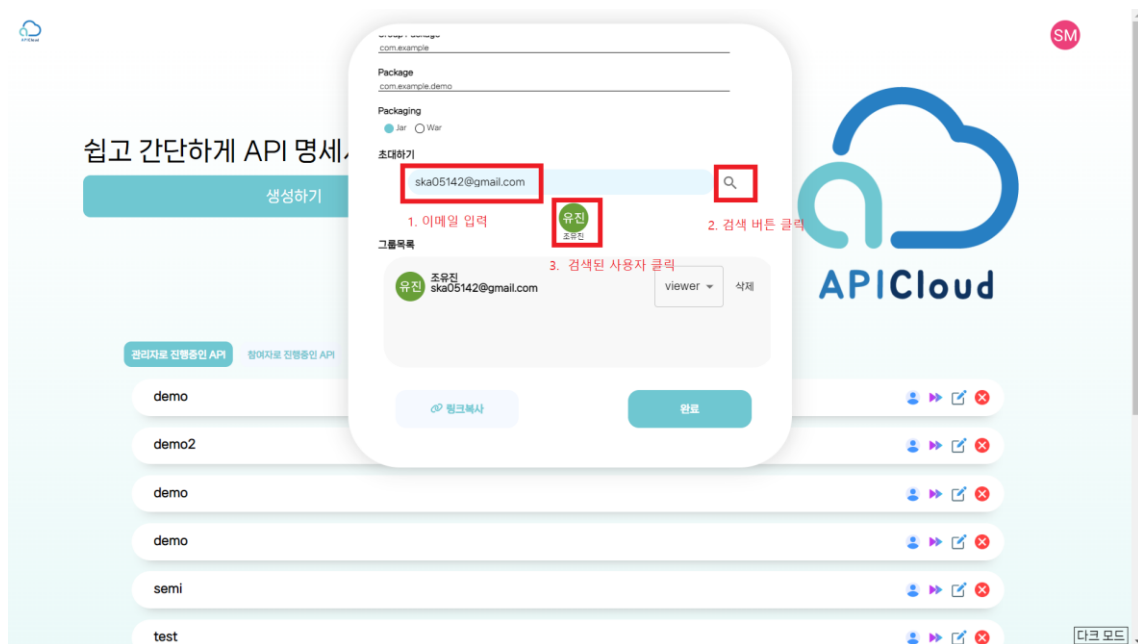 APICloud
SM
Group Package
com.example
Package
com.example.demo
Packaging
Jar
War
쉽고 간단하게 API 명세
생성하기
초대하기
ska05142@gmail.com
1. 이메일 입력
2. 검색 버튼 클릭
유진
조유진
3. 검색된 사용자 클릭
그룹목록
유진
조유진
ska05142@gmail.com
viewer
삭제
링크복사
완료
APICloud
관리자로 진행중인 API
참여자로 진행중인 API
demo
demo2
demo
demo
semi
test
다크 모드